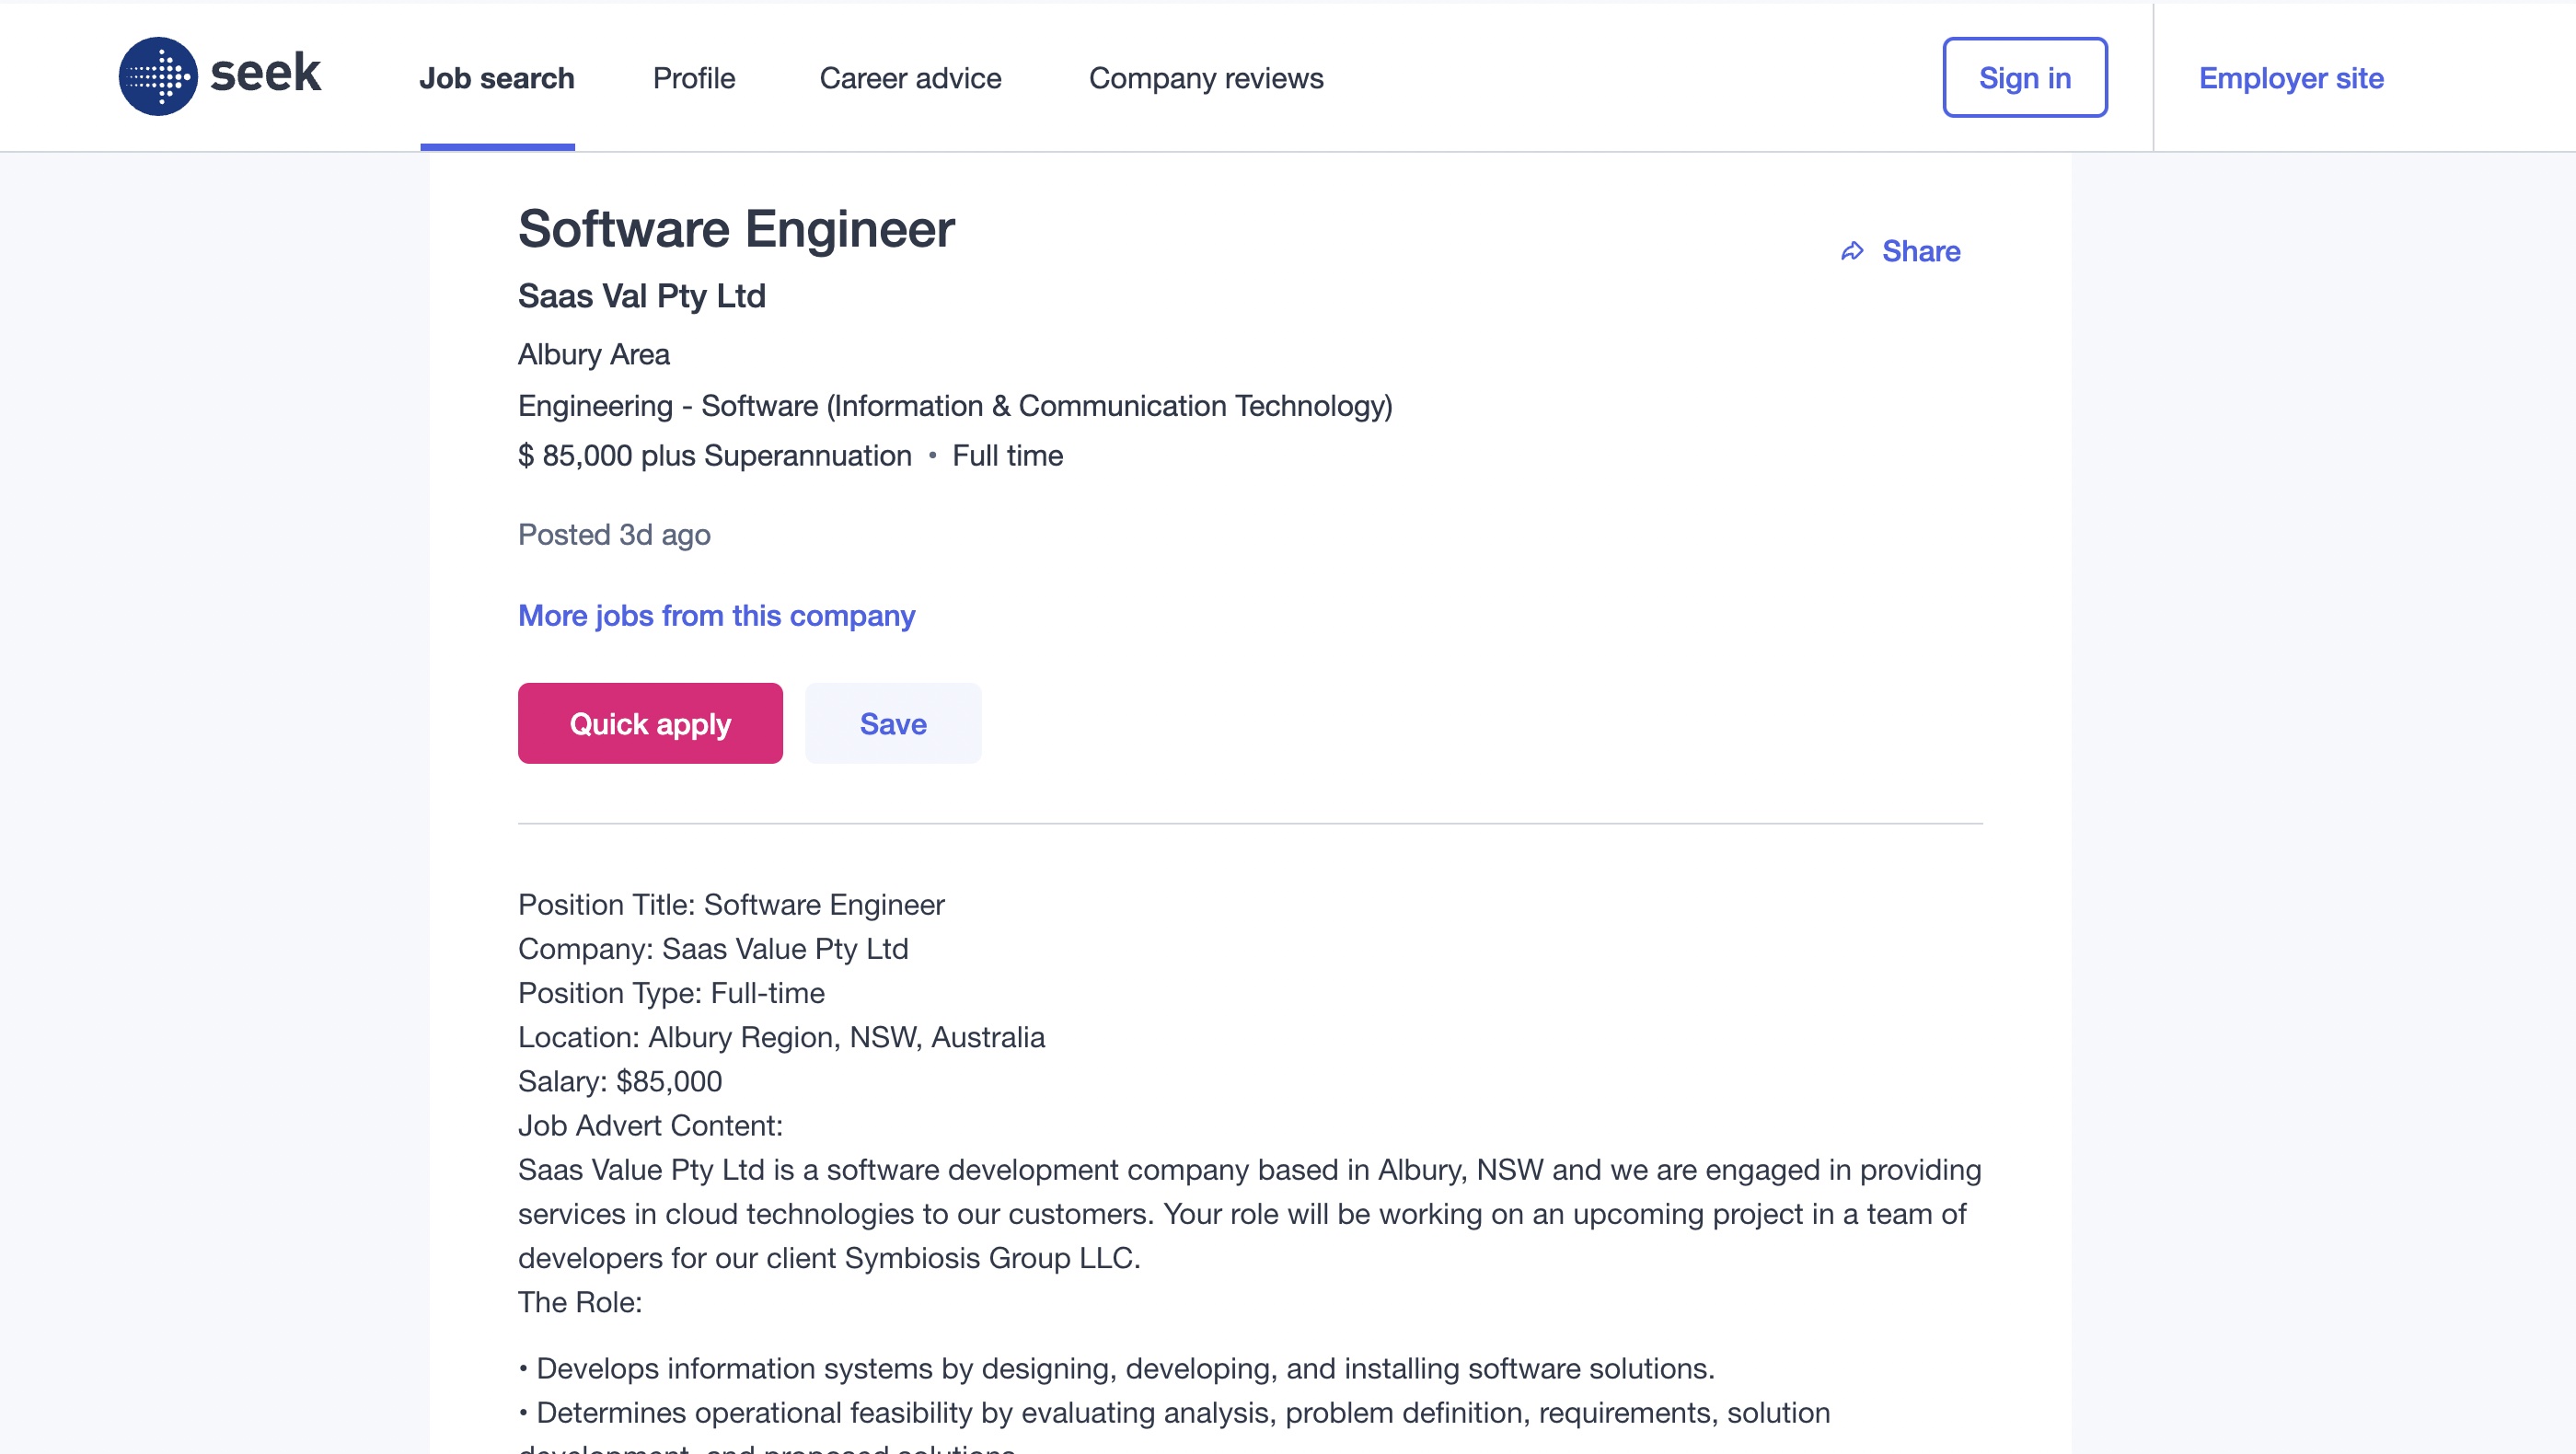 seek
Job search
Profile
Career advice
Company reviews
Sign in
Employer site
Software Engineer
Share
Saas Val Pty Ltd
Albury Area
Engineering - Software (Information & Communication Technology)
$ 85,000 plus Superannuation • Full time
Posted 3d ago
More jobs from this company
Quick apply
Save
Position Title: Software Engineer
Company: Saas Value Pty Ltd
Position Type: Full-time
Location: Albury Region, NSW, Australia
Salary: $85,000
Job Advert Content:
Saas Value Pty Ltd is a software development company based in Albury, NSW and we are engaged in providing
services in cloud technologies to our customers. Your role will be working on an upcoming project in a team of
developers for our client Symbiosis Group LLC.
The Role:
• Develops information systems by designing, developing, and installing software solutions.
• Determines operational feasibility by evaluating analysis, problem definition, requirements, solution
development, and proposed solutions.